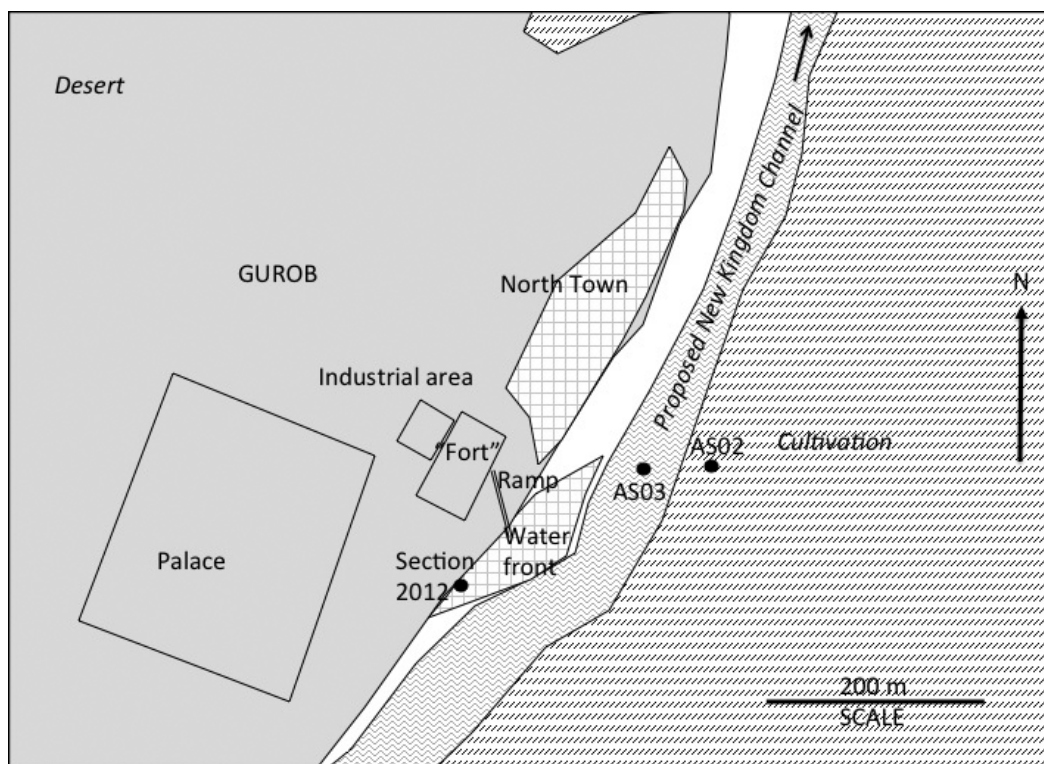 Desert
GUROB
North Town
N
Proposed New Kingdom Channel
Industrial area
"Fort"
Cultivation
AS02
Ramp
AS03
Palace
Section
2012
Water
front
200 m
SCALE